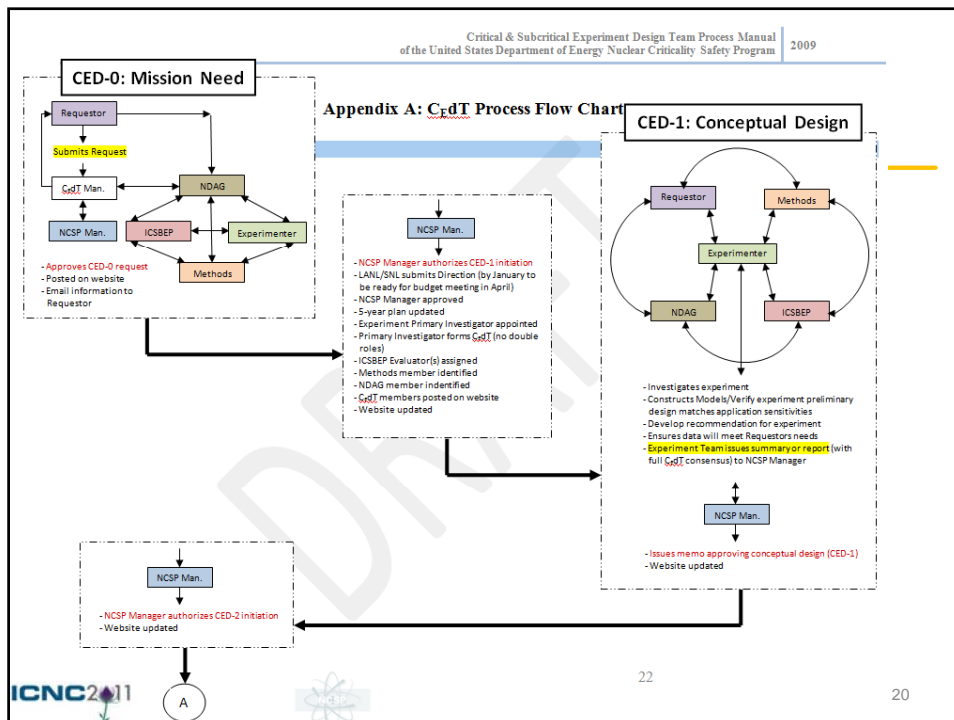 Critical & Subcritical Experiment Design Team Process Manual
of the United States Department of Energy Nuclear Criticality Safety Program
2009
CED-0: Mission Need
Appendix A: CEdT Process Flow Chart
CED-1: Conceptual Design
Requestor
Submits Request
CEdT Man.
NDAG
NCSP Man.
ICSBEP
Experimenter
Methods
- Approves CED-0 request
- Posted on website
- Email information to
Requestor
NCSP Man.
- NCSP Manager authorizes CED-1 initiation
- LANL/SNL submits Direction (by January to
be ready for budget meeting in April)
- NCSP Manager approved
- 5-year plan updated
- Experiment Primary Investigator appointed
- Primary Investigator forms CEdT (no double
roles)
- ICSBEP Evaluator(s) assigned
- Methods member identified
- NDAG member indentified
- CEdT members posted on website
- Website updated
Requestor
Methods
Experimenter
NDAG
ICSBEP
- Investigates experiment
- Constructs Models/Verify experiment preliminary
design matches application sensitivities
- Develop recommendation for experiment
- Ensures data will meet Requestors needs
- Experiment Team issues summary or report (with
full CEdT consensus) to NCSP Manager
NCSP Man.
- Issues memo approving conceptual design (CED-1)
- Website updated
NCSP Man.
- NCSP Manager authorizes CED-2 initiation
- Website updated
A
DRAFT
ICNC2011
NCSP
22
20